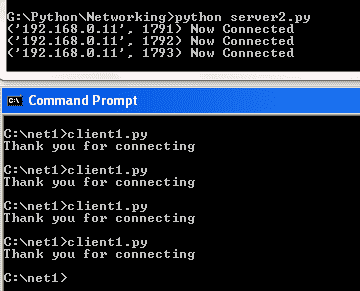 G:\Python\Networking>python server2.py
('192.168.0.11', 1791) Now Connected
('192.168.0.11', 1792) Now Connected
('192.168.0.11', 1793) Now Connected
C:\ Command Prompt
C:\net1>client1.py
Thank you for connecting
C:\net1>client1.py
Thank you for connecting
C:\net1>client1.py
Thank you for connecting
C:\net1>client1.py
Thank you for connecting
C:\net1>